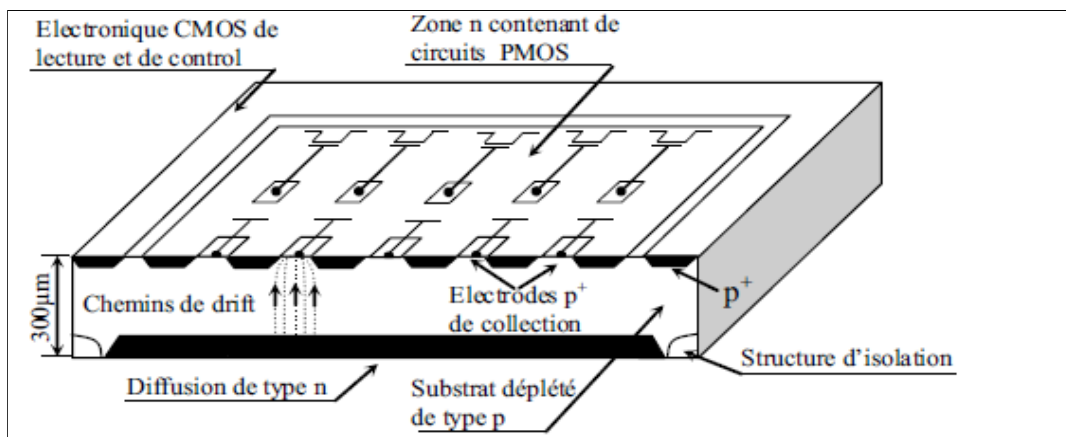 Electronique CMOS de
lecture et de control
Zone n contenant de
circuits PMOS
300μm
Chemins de drift
Electrodes p+
de collection
p+
Structure d'isolation
Diffusion de type n
Substrat déplété
de type p